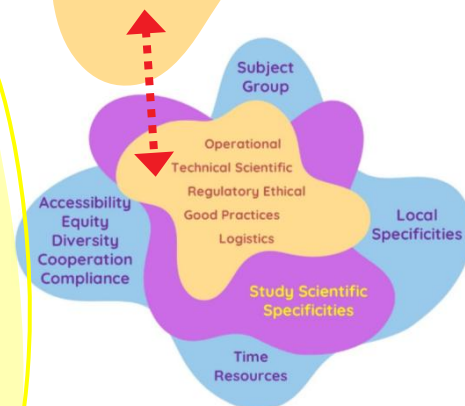 Subject
Group
Operational
Technical Scientific
Regulatory Ethical
Good Practices
Logistics
Accessibility
Equity
Diversity
Cooperation
Compliance
Local
Specificities
Study Scientific
Specificities
Time
Resources